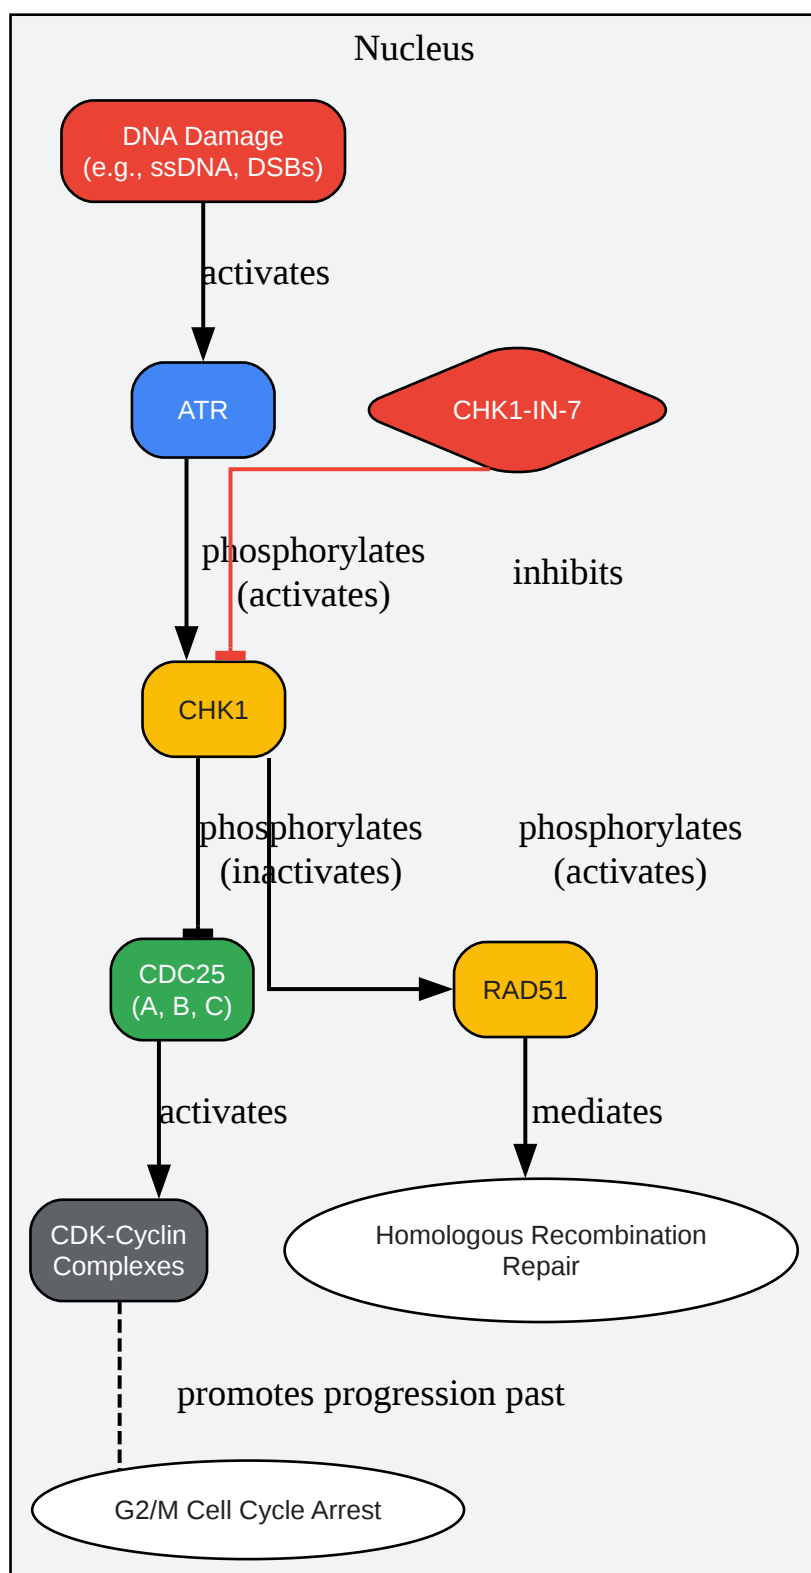 Nucleus
DNA Damage
(e.g., ssDNA, DSBs)
activates
ATR
CHK1-IN-7
phosphorylates
(activates)
inhibits
CHK1
phosphorylates
(inactivates)
phosphorylates
(activates)
CDC25
(A, B, C)
RAD51
activates
mediates
CDK-Cyclin
Complexes
Homologous Recombination
Repair
promotes progression past
G2/M Cell Cycle Arrest